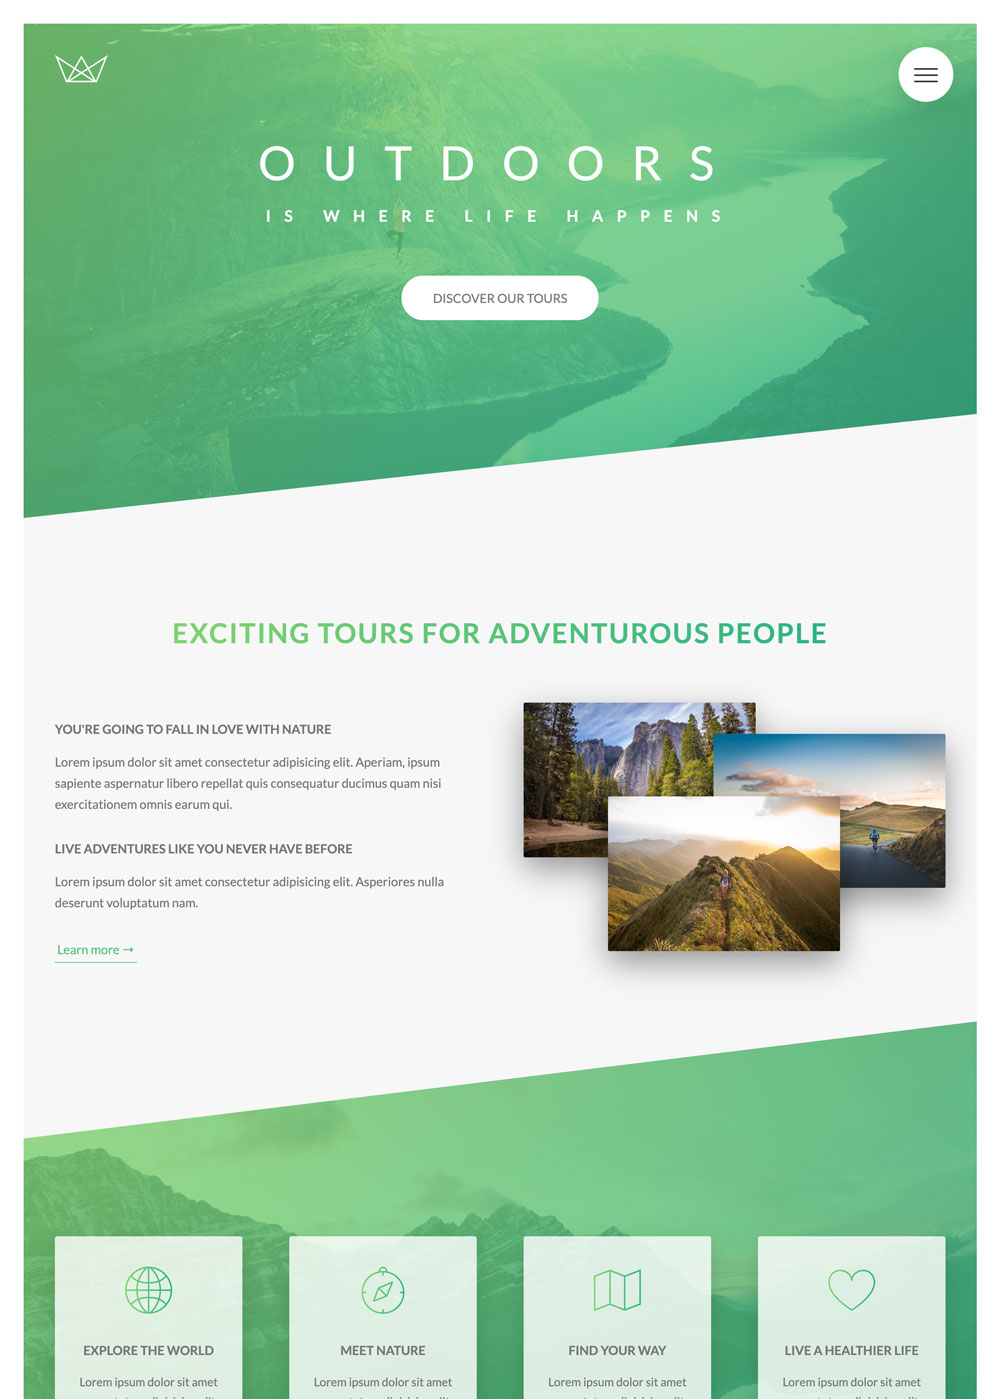 OUTDOORS
IS WHERE LIFE HAPPENS
DISCOVER OUR TOURS
EXCITING TOURS FOR ADVENTUROUS PEOPLE
YOU'RE GOING TO FALL IN LOVE WITH NATURE
Lorem ipsum dolor sit amet consectetur adipisicing elit. Aperiam, ipsum
sapiente aspernatur libero repellat quis consequatur ducimus quam nisi
exercitationem omnis earum qui.
LIVE ADVENTURES LIKE YOU NEVER HAVE BEFORE
Lorem ipsum dolor sit amet consectetur adipisicing elit. Asperiores nulla
deserunt voluptatum nam.
Learn more →
EXPLORE THE WORLD
Lorem ipsum dolor sit amet
MEET NATURE
Lorem ipsum dolor sit amet
FIND YOUR WAY
Lorem ipsum dolor sit amet
LIVE A HEALTHIER LIFE
Lorem ipsum dolor sit amet